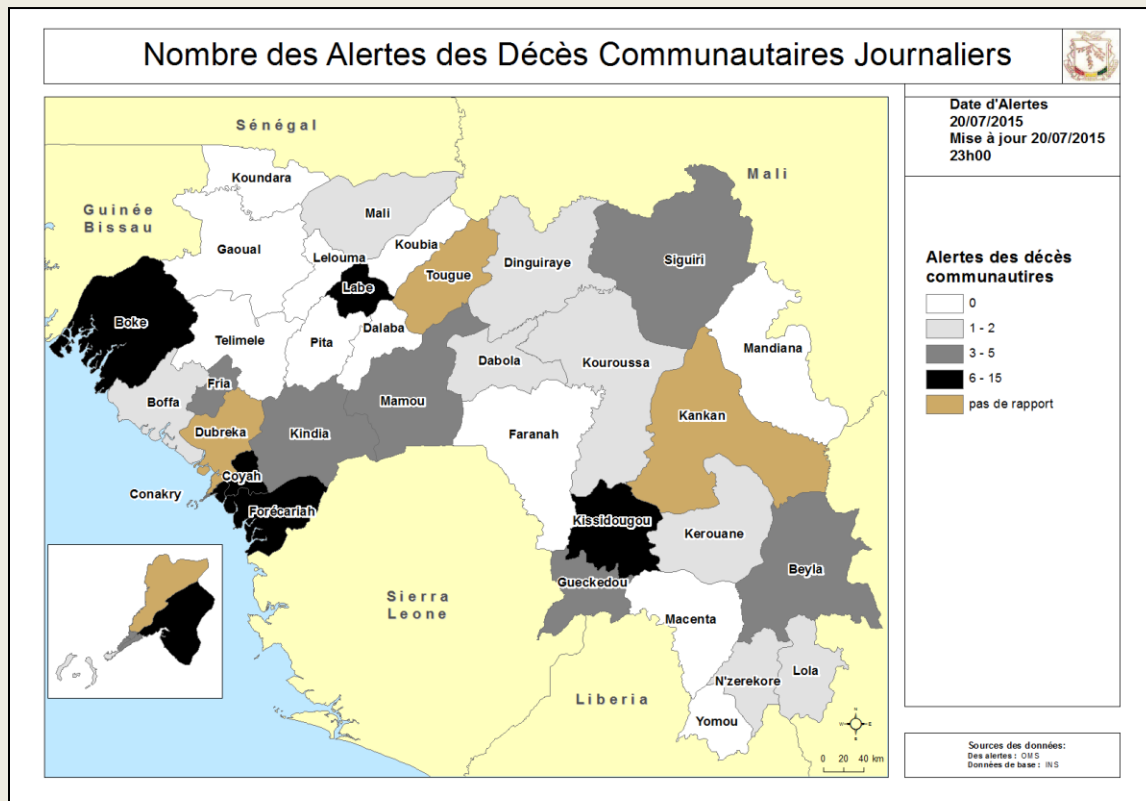 Nombre des Alertes des Décès Communautaires Journaliers
Date d'Alertes
20/07/2015
Mise à jour 20/07/2015
23h00
Sénégal
Mali
Guinée
Bissau
Koundara
Mali
Gaoual
Koubia
Lelouma
Tougue
Dinguiraye
Siguiri
Labe
Boke
Telimele
Pita
Dalaba
Mandiana
Dabola
Kouroussa
Fria
Boffa
Mamou
Kankan
Dubreka
Kindia
Faranah
Coyah
Conakry
Forécariah
Kissidougou
Kerouane
Beyla
Gueckedou
Sierra
Leone
Macenta
Lola
N'zerekore
Liberia
Yomou
N
W E
S
0 20 40 km
Alertes des décès
communautires
0
1 - 2
3 - 5
6 - 15
pas de rapport
Sources des données:
Des alertes : OMS
Données de base : INS